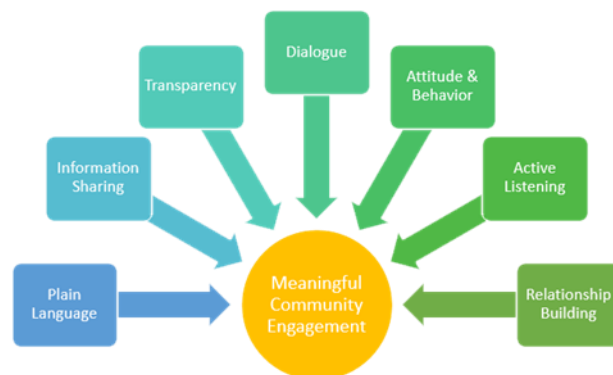 Dialogue
Transparency
Attitude &
Behavior
Information
Sharing
Active
Listening
Plain
Language
Meaningful
Community
Engagement
Relationship
Building